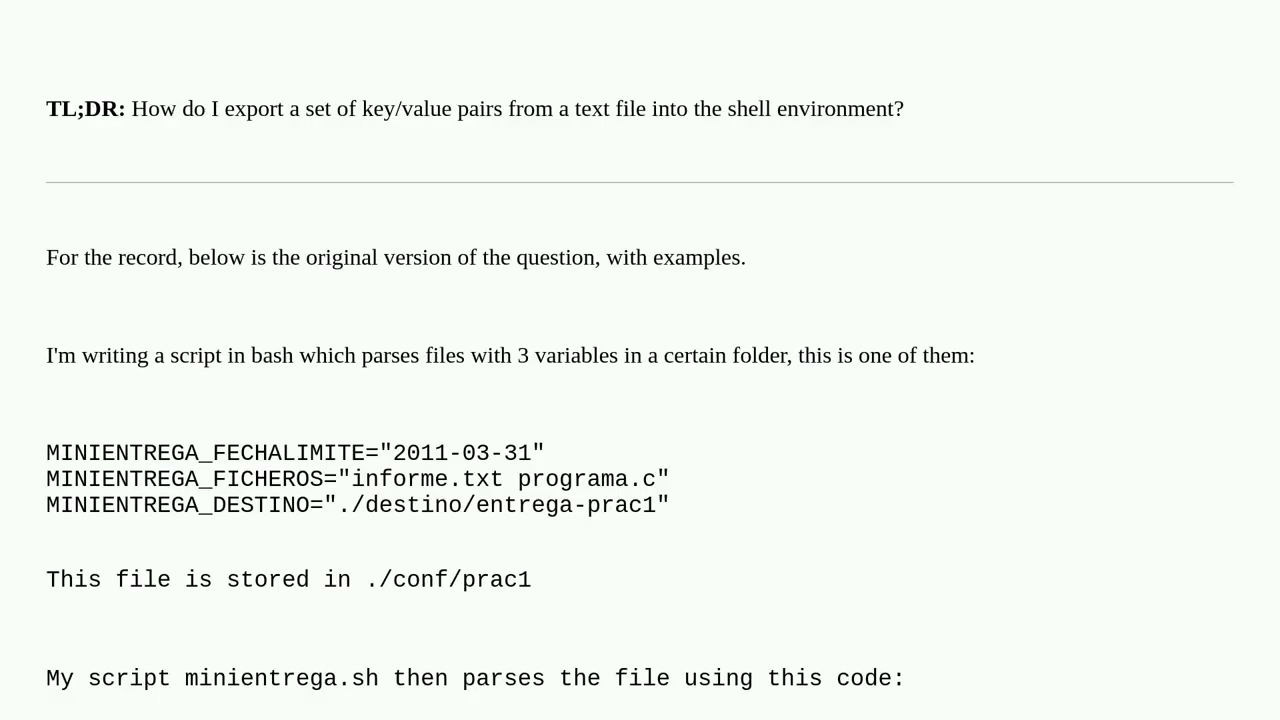 TL;DR: How do I export a set of key/value pairs from a text file into the shell environment?
For the record, below is the original version of the question, with examples.
I'm writing a script in bash which parses files with 3 variables in a certain folder, this is one of them:
MINIENTREGA_FECHALIMITE="2011-03-31"
MINIENTREGA_FICHEROS="informe.txt programa.c"
MINIENTREGA_DESTINO="./destino/entrega-prac1"
This file is stored in ./conf/prac1
My script minientrega.sh then parses the file using this code: